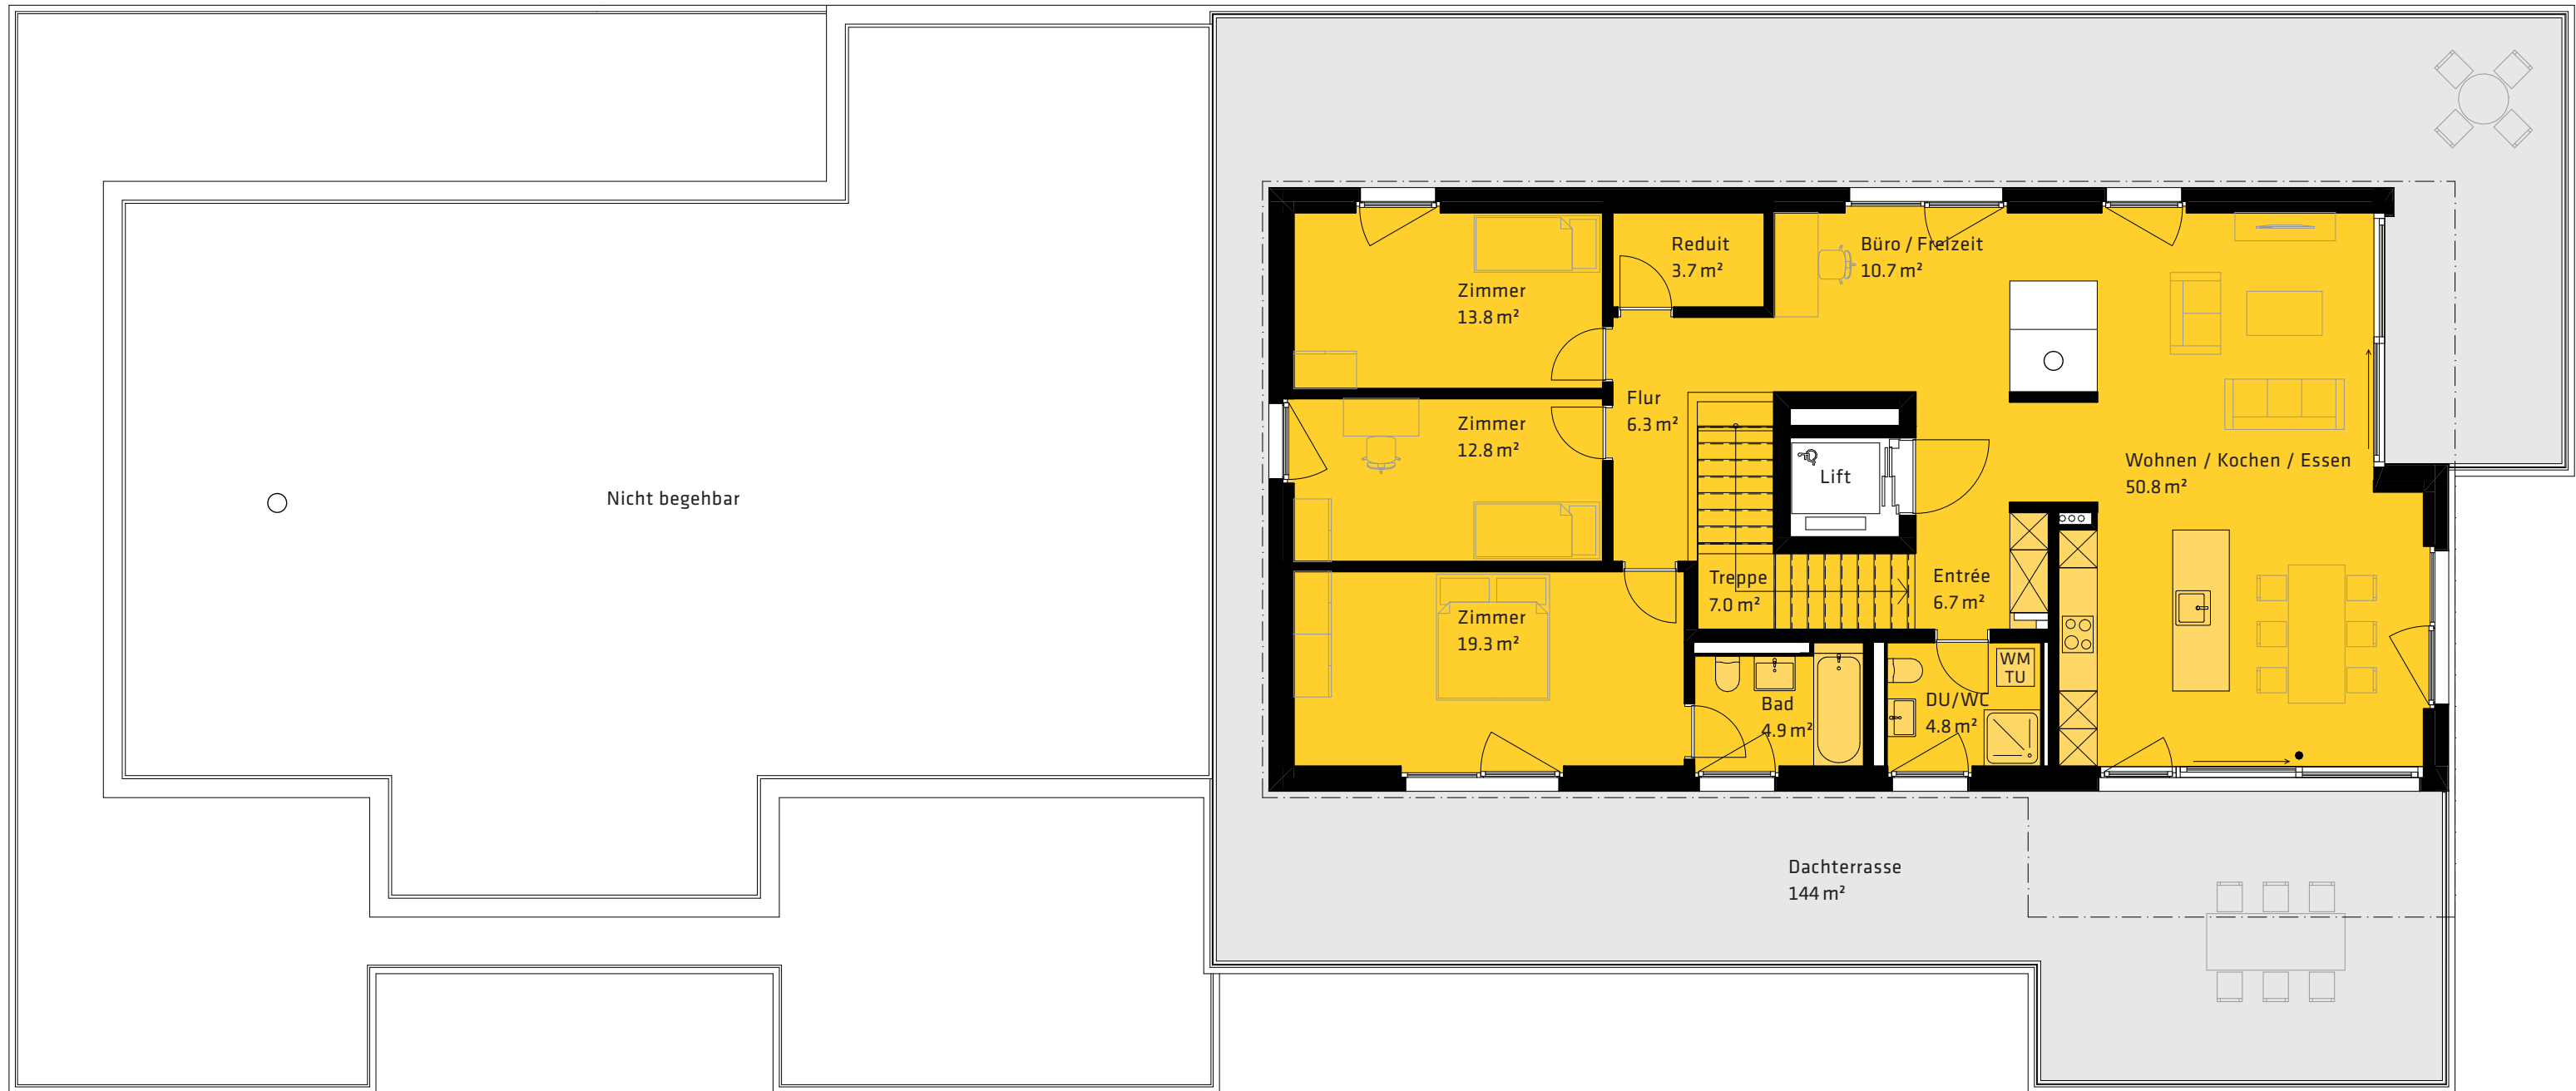 Nicht begehbar
Zimmer
13.8 m²
Reduit
3.7 m²
Büro / Freizeit
10.7 m²
Zimmer
12.8 m²
Flur
6.3 m²
Lift
Wohnen / Kochen / Essen
50.8 m²
Zimmer
19.3 m²
Treppe
7.0 m²
Entrée
6.7 m²
Bad
4.9 m²
DU/WC
4.8 m²
WM
TU
Dachterrasse
144 m²